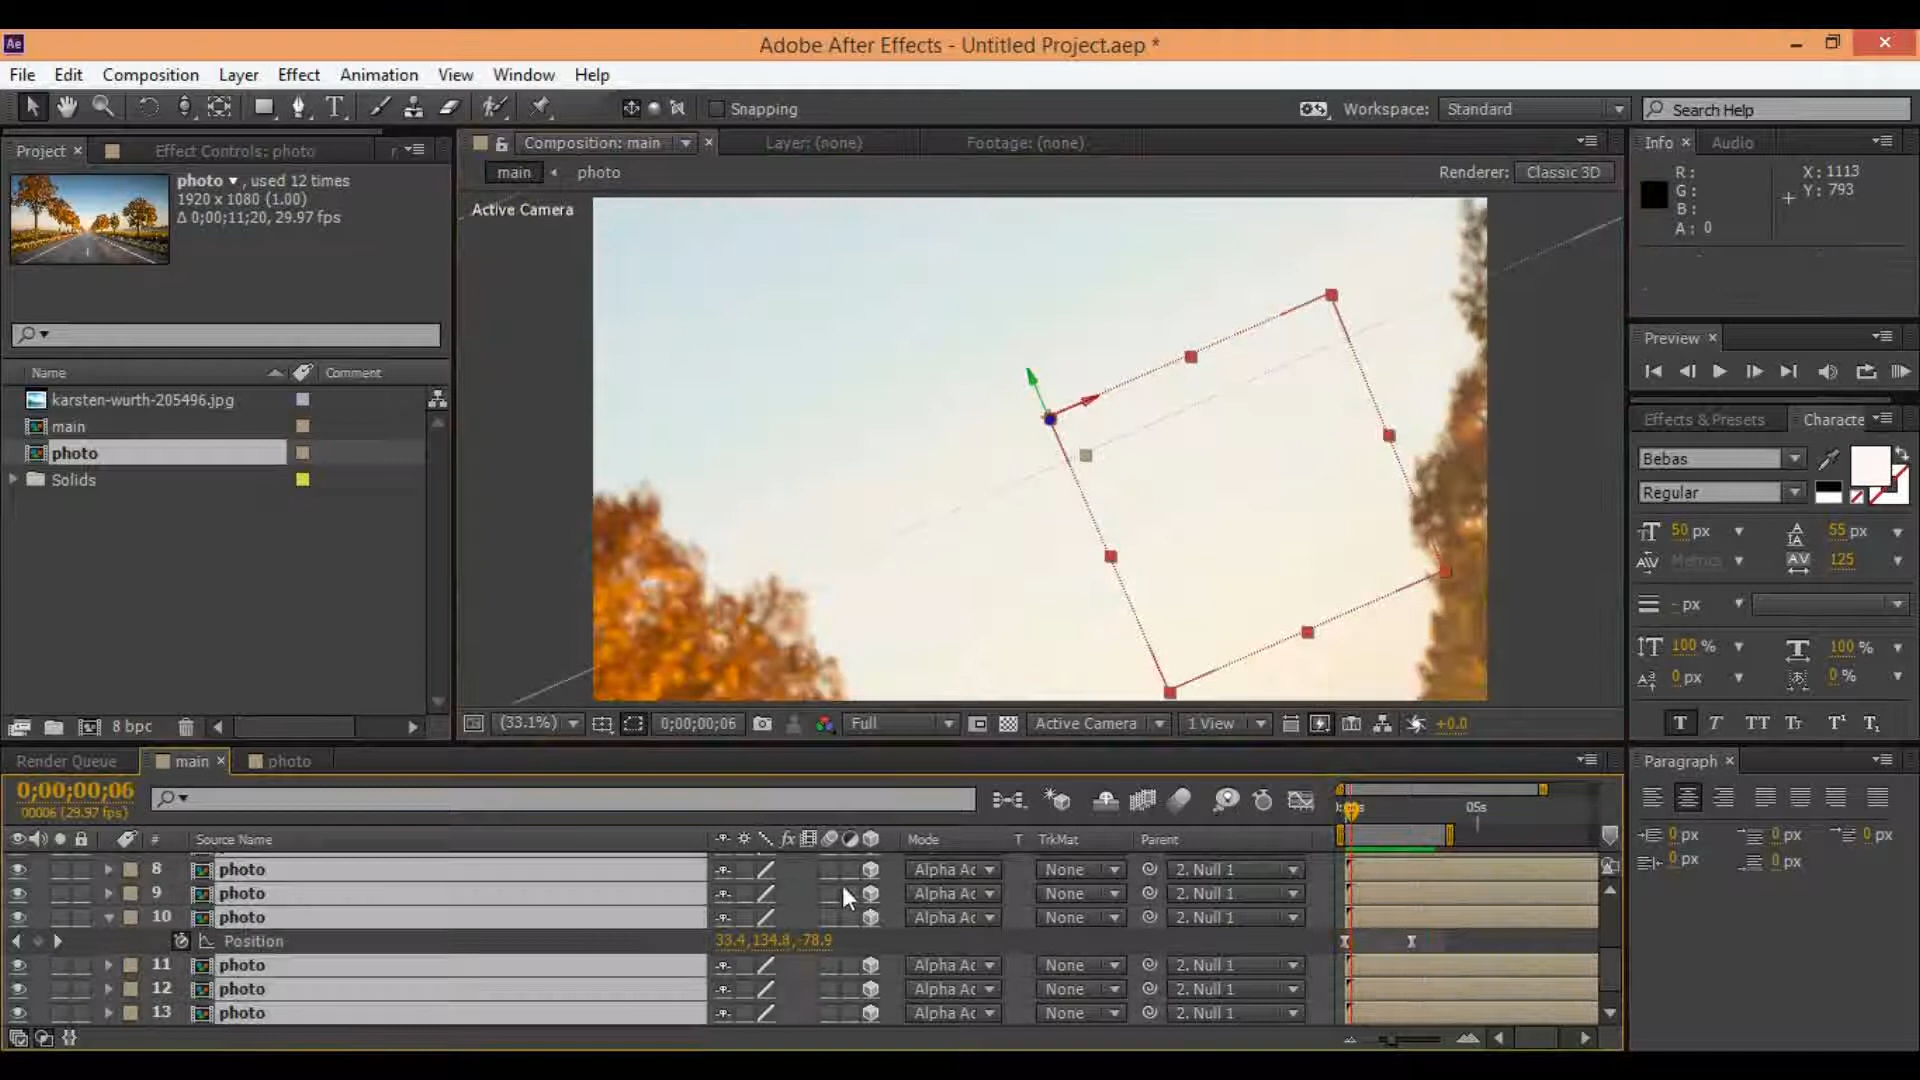 Ae
Adobe After Effects - Untitled Project.aep *
File Edit Composition Layer Effect Animation View Window Help
Snapping
Workspace: Standard
Search Help
Project × Effect Controls: photo
Composition: main × Layer: (none) Footage: (none)
Info × Audio
photo , used 12 times
1920 x 1080 (1.00)
Δ 0;00;11;20, 29.97 fps
main photo
Renderer: Classic 3D
Active Camera
R: X: 1113
G: Y: 793
B:
A: 0
Preview ×
Name Comment
karsten-wurth-205496.jpg
main
photo
Solids
Effects & Presets Characte
Bebas
Regular
50 px 55 px
Metrics 125
- px
100 % 100 %
0 px 0 %
8 bpc
(33.1%) 0;00;00;06 Full Active Camera 1 View +0.0
Render Queue main × photo
Paragraph ×
0;00;00;06
00006 (29.97 fps)
05s
# Source Name fx Mode T TrkMat Parent
8 photo Alpha Ac None 2. Null 1
9 photo Alpha Ac None 2. Null 1
10 photo Alpha Ac None 2. Null 1
Position 33.4,134.8,-78.9
11 photo Alpha Ac None 2. Null 1
12 photo Alpha Ac None 2. Null 1
13 photo Alpha Ac None 2. Null 1
0 px 0 px 0 px
0 px 0 px